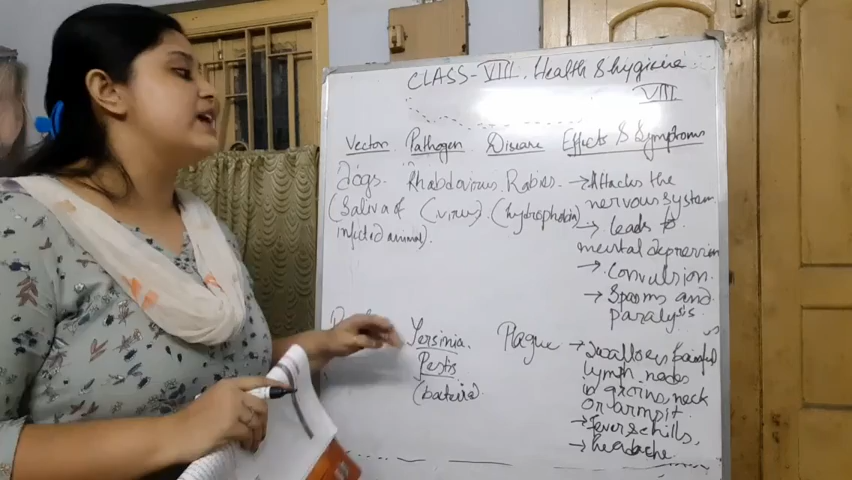 CLASS-VIII. Health & hygiene
VIII
Vector Pathogen Disease Effects & Symptoms
Dogs. Rhabdovirus. Rabies. → Attacks the
nervous system
(Saliva of (virus). (hydrophobia)
→ leads to
infected animal).
mental depression
→ Convulsion.
→ Spasms and
paralysis
Yersinia Plague → painful
Pestis lymph nodes
in groins, neck
(bacteria) or armpit.
→ Fever & chills,
→ headache.